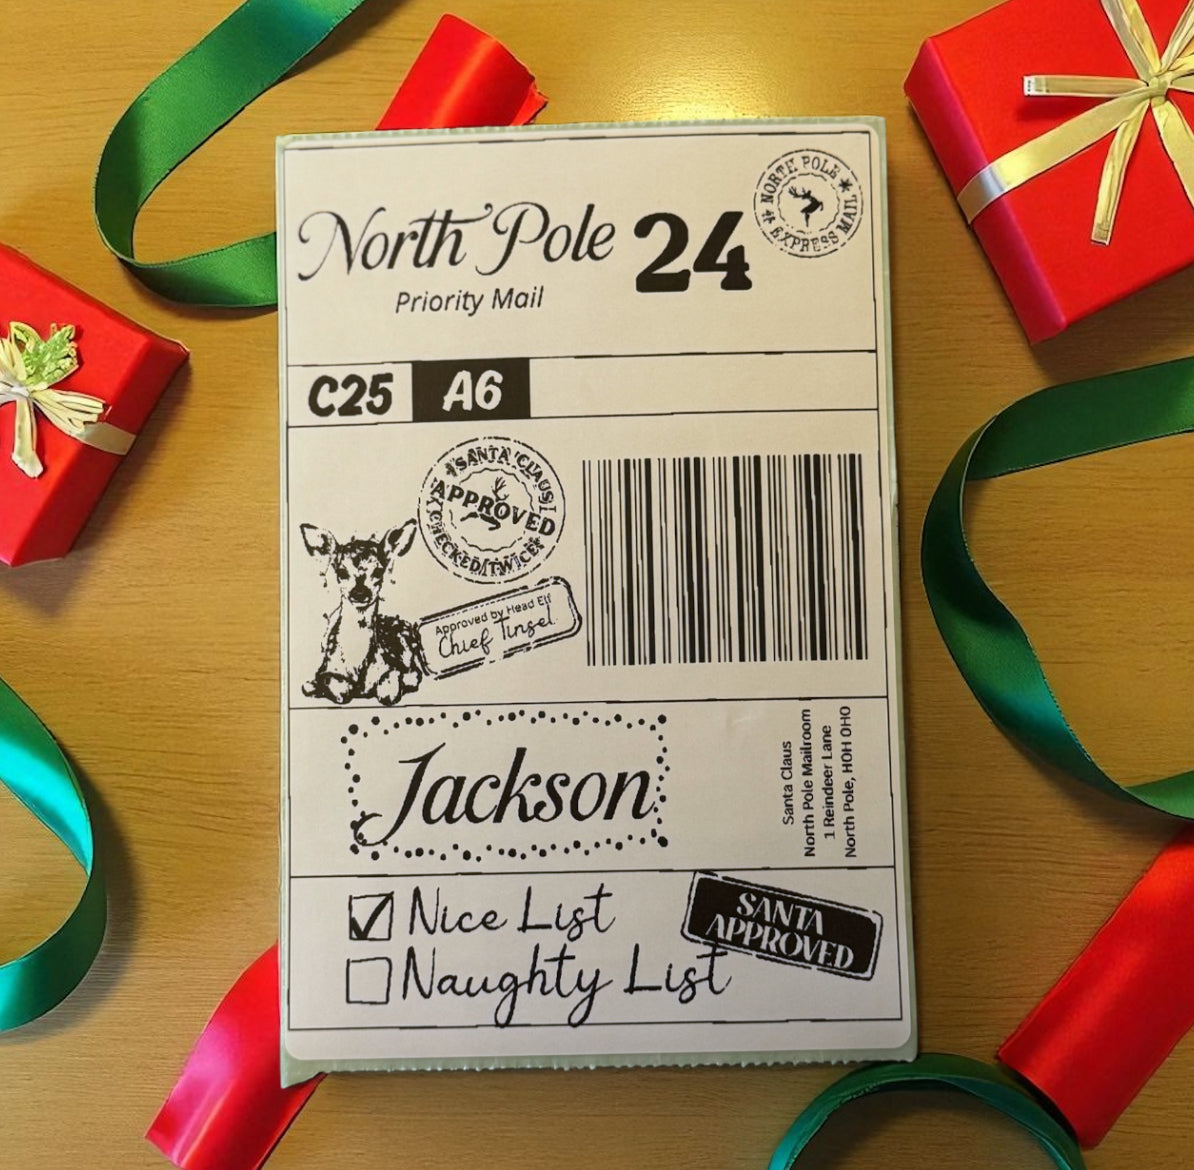 North Pole 24
Priority Mail
NORTH POLE
EXPRESS MAIL
C25 A6
SANTA CLAUS
APPROVED
CHECKED TWICE
Approved by Head Elf
Chief Tinsel
Jackson
Santa Claus
North Pole Mailroom
1 Reindeer Lane
North Pole, HOH OHO
Nice List
Naughty List
SANTA
APPROVED